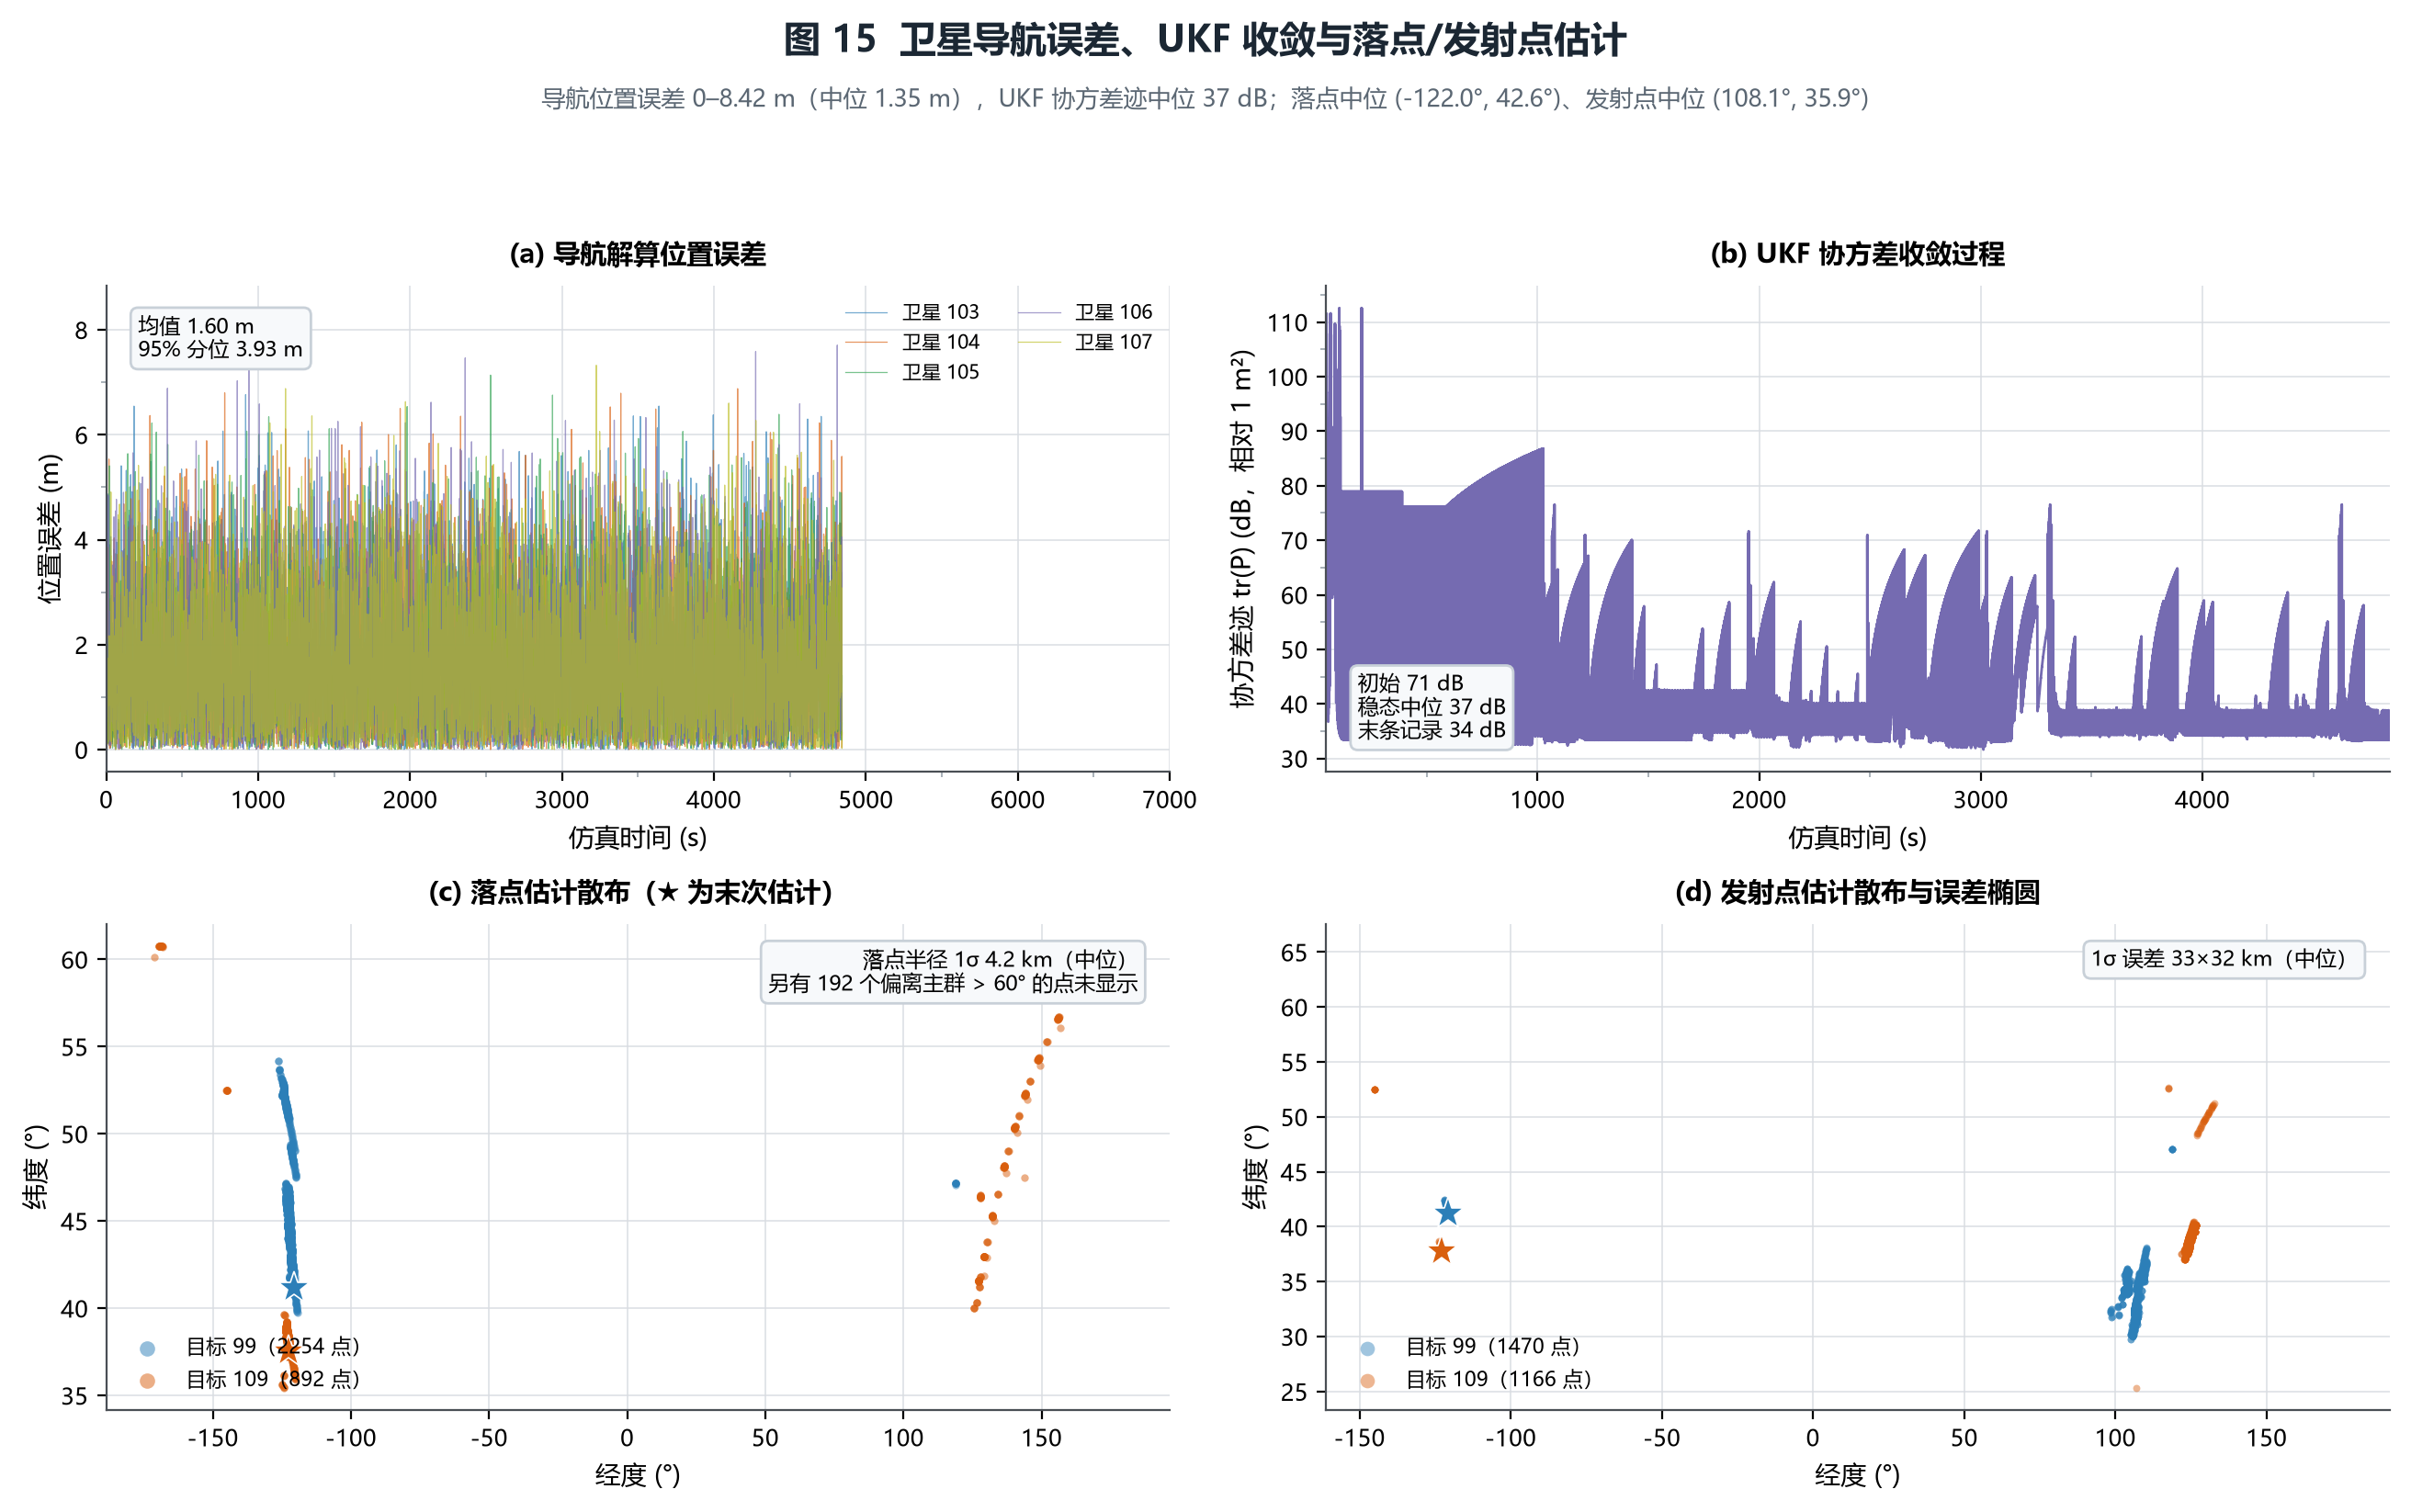 图 15 卫星导航误差、UKF 收敛与落点/发射点估计
导航位置误差 0–8.42 m（中位 1.35 m），UKF 协方差迹中位 37 dB；落点中位 (-122.0°, 42.6°)、发射点中位 (108.1°, 35.9°)
(a) 导航解算位置误差
均值 1.60 m
95% 分位 3.93 m
卫星 103
卫星 104
卫星 105
卫星 106
卫星 107
位置误差 (m)
8
6
4
2
0
0 1000 2000 3000 4000 5000 6000 7000
仿真时间 (s)
(b) UKF 协方差收敛过程
协方差迹 tr(P) (dB，相对 1 m²)
110
100
90
80
70
60
50
40
30
初始 71 dB
稳态中位 37 dB
末条记录 34 dB
1000 2000 3000 4000
仿真时间 (s)
(c) 落点估计散布（★ 为末次估计）
落点半径 1σ 4.2 km（中位）
另有 192 个偏离主群 > 60° 的点未显示
纬度 (°)
60
55
50
45
40
35
目标 99（2254 点）
目标 109（892 点）
-150 -100 -50 0 50 100 150
经度 (°)
(d) 发射点估计散布与误差椭圆
1σ 误差 33×32 km（中位）
纬度 (°)
65
60
55
50
45
40
35
30
25
目标 99（1470 点）
目标 109（1166 点）
-150 -100 -50 0 50 100 150
经度 (°)